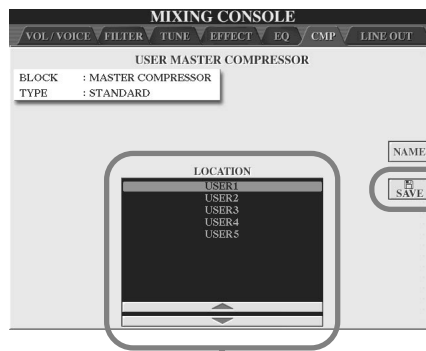 MIXING CONSOLE
VOL / VOICE FILTER TUNE EFFECT EQ CMP LINE OUT
USER MASTER COMPRESSOR
BLOCK : MASTER COMPRESSOR
TYPE : STANDARD
NAME
LOCATION
SAVE
USER1
USER2
USER3
USER4
USER5